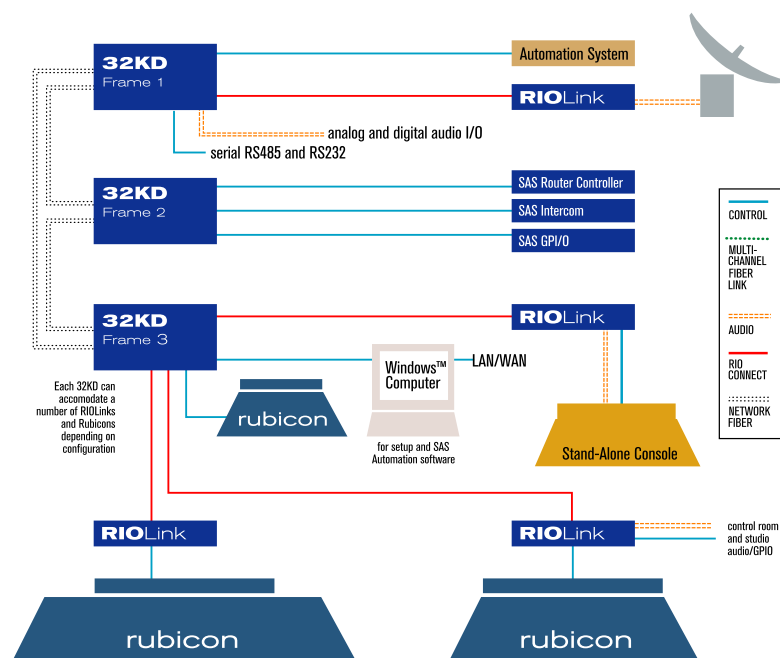 32KD
Frame 1
Automation System
RIOLink
analog and digital audio I/O
serial RS485 and RS232
32KD
Frame 2
SAS Router Controller
SAS Intercom
SAS GPI/O
CONTROL
MULTI-
CHANNEL
FIBER
LINK
AUDIO
RIO
CONNECT
NETWORK
FIBER
32KD
Frame 3
RIOLink
Windows™
Computer
LAN/WAN
Each 32KD can
accomodate a
number of RIOLinks
and Rubicons
depending on
configuration
rubicon
for setup and SAS
Automation software
Stand-Alone Console
RIOLink
RIOLink
control room
and studio
audio/GPIO
rubicon
rubicon